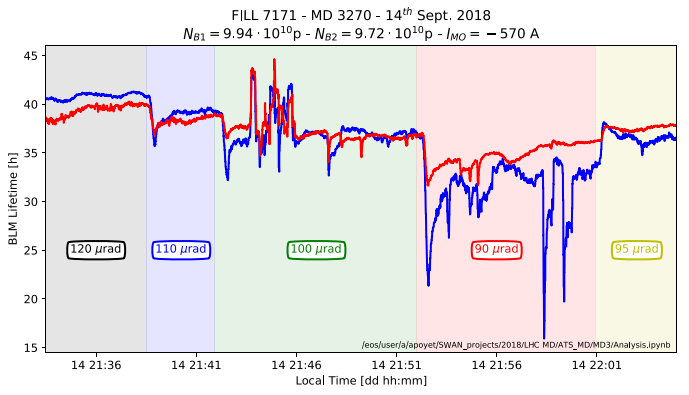 FILL 7171 - MD 3270 - 14th Sept. 2018
N_B1 = 9.94 · 10^10p - N_B2 = 9.72 · 10^10p - I_MO = −570 A
BLM Lifetime [h]
45
40
35
30
25
20
15
120 μrad
110 μrad
100 μrad
90 μrad
95 μrad
/eos/user/a/apoyet/SWAN_projects/2018/LHC MD/ATS_MD/MD3/Analysis.ipynb
14 21:36
14 21:41
14 21:46
14 21:51
14 21:56
14 22:01
Local Time [dd hh:mm]